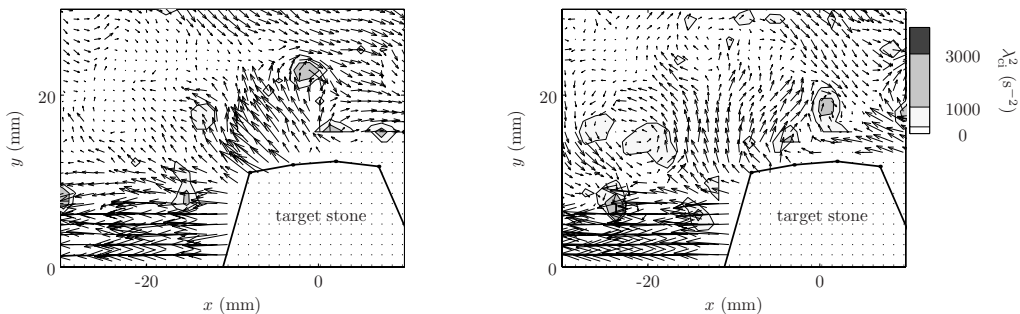 20
y (mm)
0
target stone
-20
0
x (mm)
20
y (mm)
0
target stone
-20
0
x (mm)
3000
1000
0
λ²ci (s⁻²)